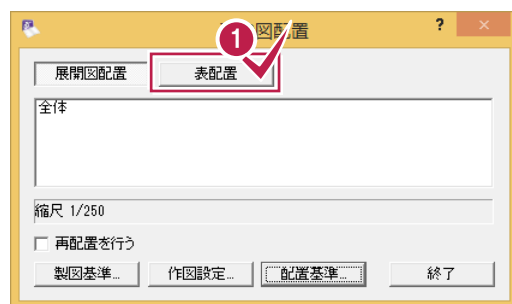 図配置
?
×
1
展開図配置
表配置
全体
縮尺 1/250
再配置を行う
製図基準...
作図設定...
配置基準...
終了